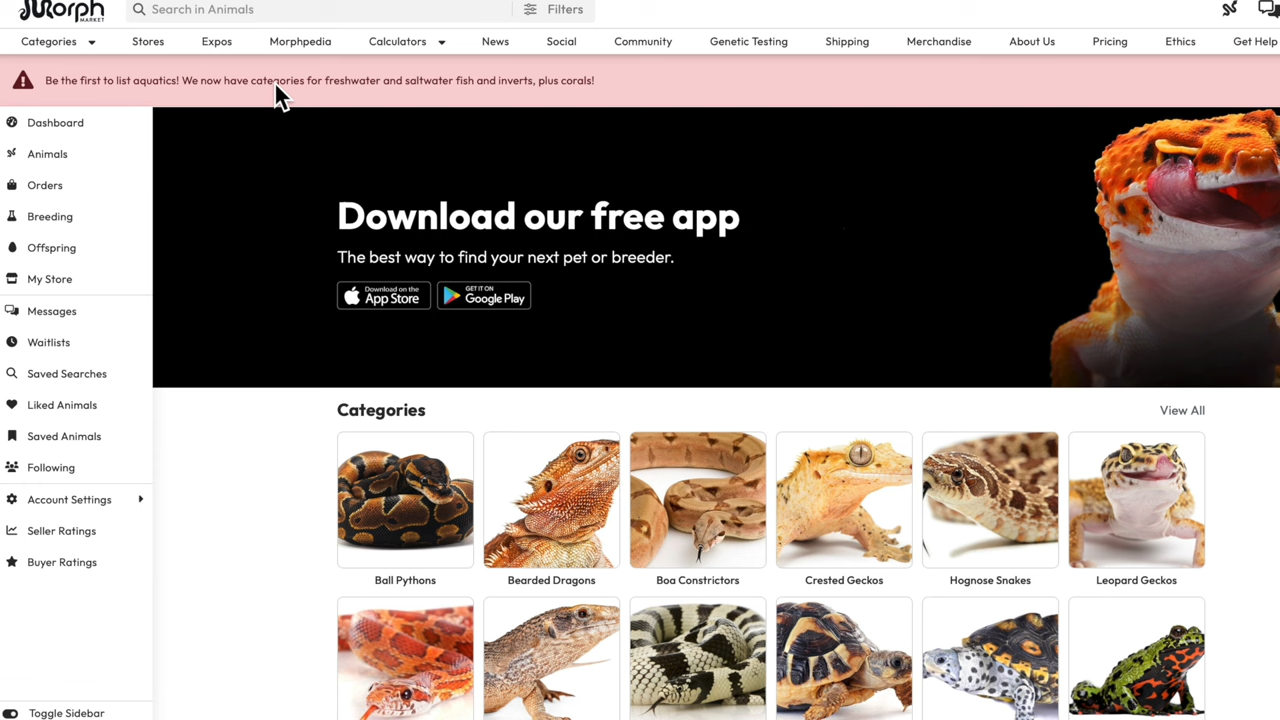 Morph
MARKET
Search in Animals
Filters
Categories
Stores
Expos
Morphpedia
Calculators
News
Social
Community
Genetic Testing
Shipping
Merchandise
About Us
Pricing
Ethics
Get Help
Be the first to list aquatics! We now have categories for freshwater and saltwater fish and inverts, plus corals!
Dashboard
Animals
Orders
Breeding
Offspring
My Store
Messages
Waitlists
Saved Searches
Liked Animals
Saved Animals
Following
Account Settings
Seller Ratings
Buyer Ratings
Toggle Sidebar
Download our free app
The best way to find your next pet or breeder.
Download on the
App Store
GET IT ON
Google Play
Categories
View All
Ball Pythons
Bearded Dragons
Boa Constrictors
Crested Geckos
Hognose Snakes
Leopard Geckos